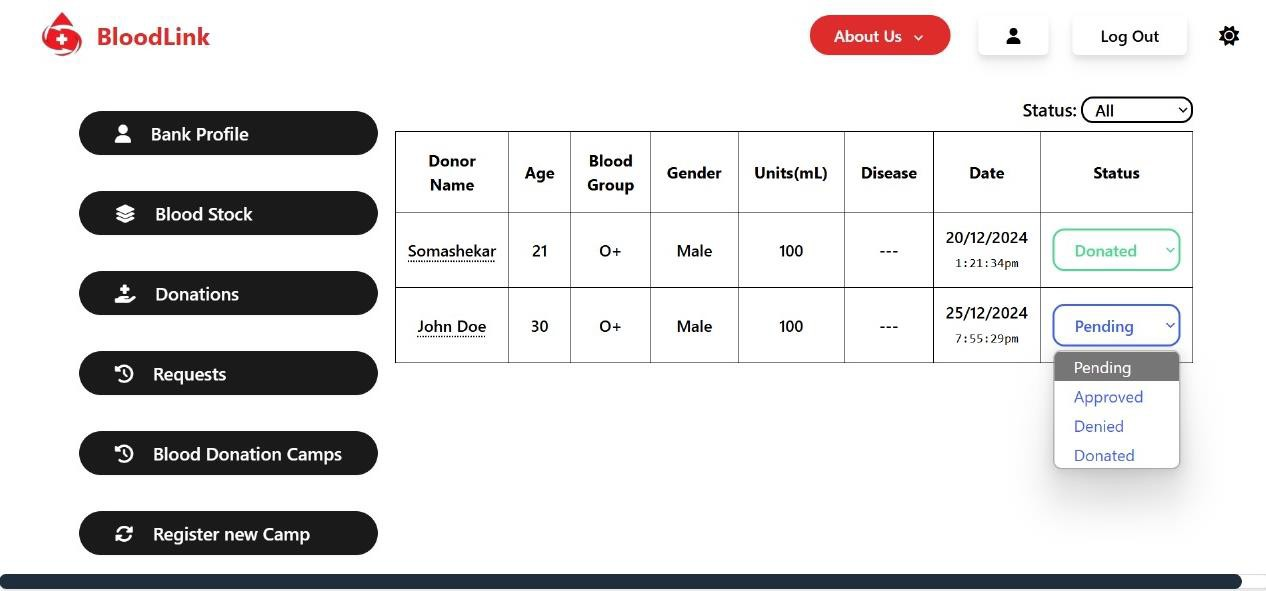 BloodLink
About Us
Log Out
Status: All
Bank Profile
Blood Stock
Donations
Requests
Blood Donation Camps
Register new Camp
Donor Name Age Blood Group Gender Units(mL) Disease Date Status
Somashekar 21 O+ Male 100 --- 20/12/2024 1:21:34pm Donated
John Doe 30 O+ Male 100 --- 25/12/2024 7:55:29pm Pending
Pending
Approved
Denied
Donated